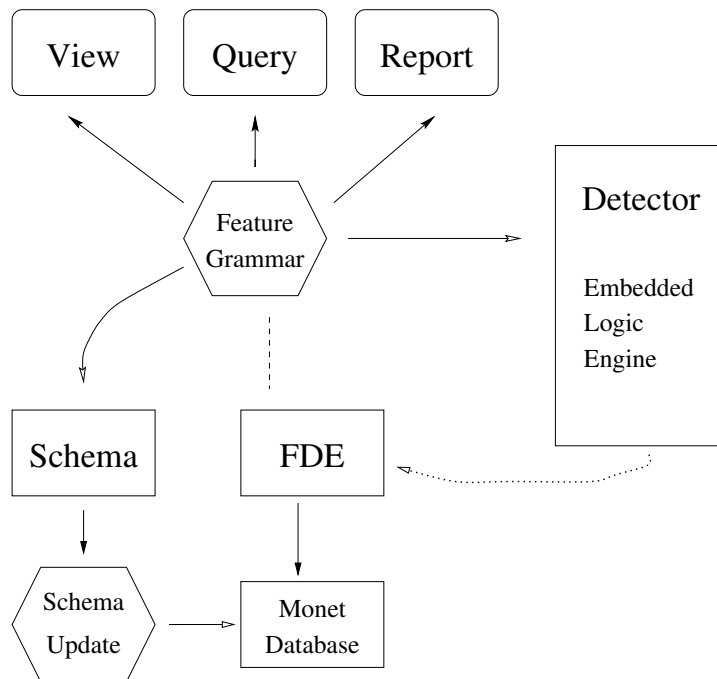 View
Query
Report
Feature
Grammar
Detector
Embedded
Logic
Engine
Schema
FDE
Schema
Update
Monet
Database